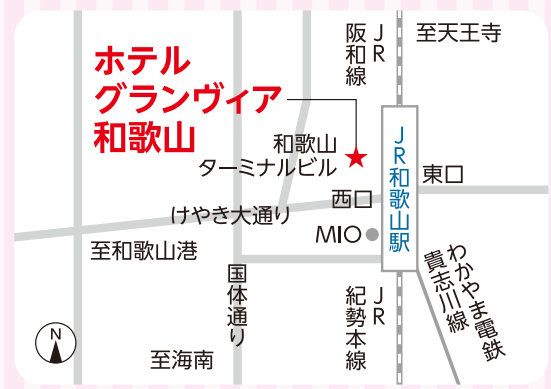 JR
阪和線
至天王寺
ホテル
グランヴィア
和歌山
和歌山
ターミナルビル
JR和歌山駅
東口
西口
けやき大通り
MIO
至和歌山港
国体通り
JR
紀勢本線
わかやま電鉄
貴志川線
至海南
N